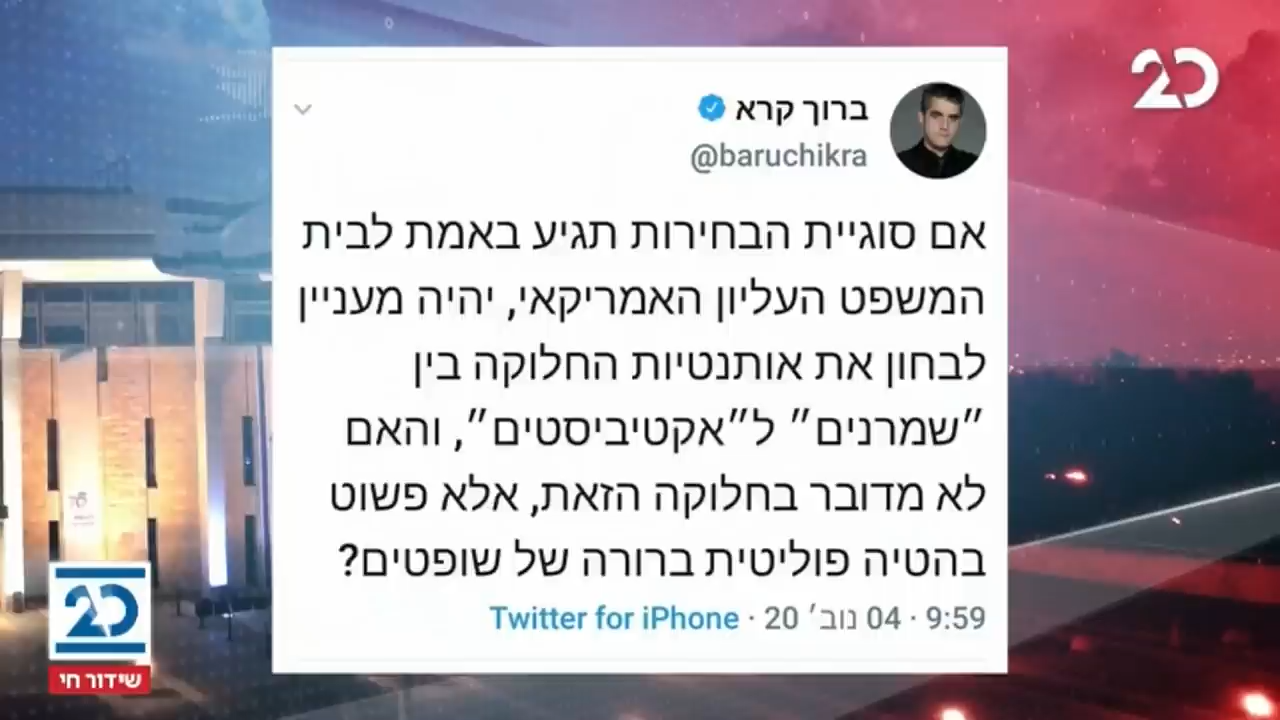 20
ברוך קרא
@baruchikra
אם סוגיית הבחירות תגיע באמת לבית
המשפט העליון האמריקאי, יהיה מעניין
לבחון את אותנטיות החלוקה בין
״שמרנים״ ל״אקטיביסטים״, והאם
לא מדובר בחלוקה הזאת, אלא פשוט
בהטיה פוליטית ברורה של שופטים?
9:59 · 04 נוב׳ 20 · Twitter for iPhone
20
שידור חי